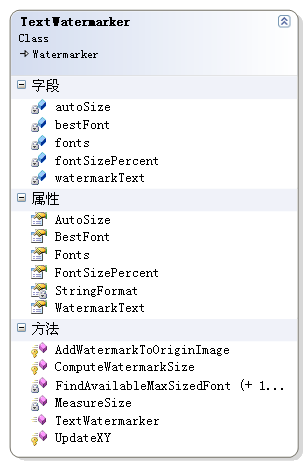 TextWatermarker
Class
Watermarker
字段
autoSize
bestFont
fonts
fontSizePercent
watermarkText
属性
AutoSize
BestFont
Fonts
FontSizePercent
StringFormat
WatermarkText
方法
AddWatermarkToOriginImage
ComputeWatermarkSize
FindAvailableMaxSizedFont (+ 1...
MeasureSize
TextWatermarker
UpdateXY